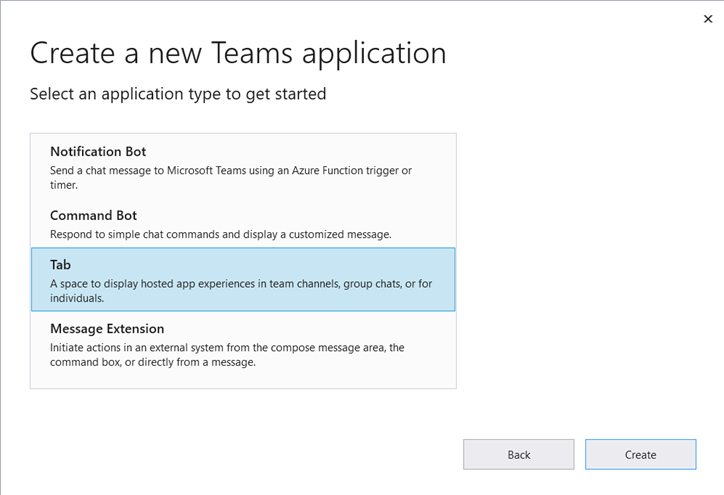 Create a new Teams application
Select an application type to get started
Notification Bot
Send a chat message to Microsoft Teams using an Azure Function trigger or
timer.
Command Bot
Respond to simple chat commands and display a customized message.
Tab
A space to display hosted app experiences in team channels, group chats, or for
individuals.
Message Extension
Initiate actions in an external system from the compose message area, the
command box, or directly from a message.
Back
Create